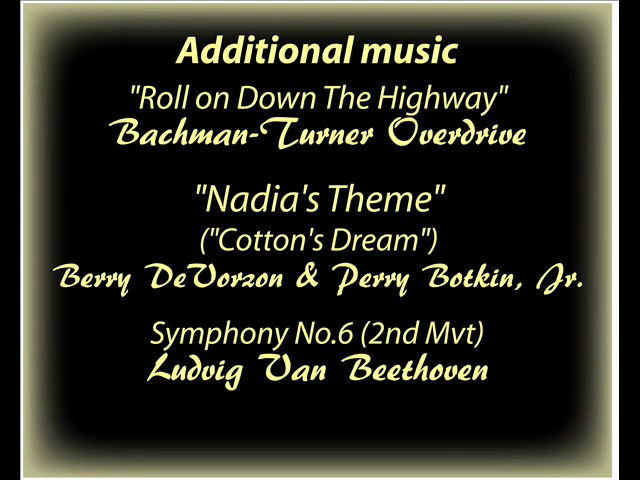 Additional music
"Roll on Down The Highway"
Bachman-Turner Overdrive
"Nadia's Theme"
("Cotton's Dream")
Berry DeVorzon & Perry Botkin, Jr.
Symphony No.6 (2nd Mvt)
Ludvig Van Beethoven